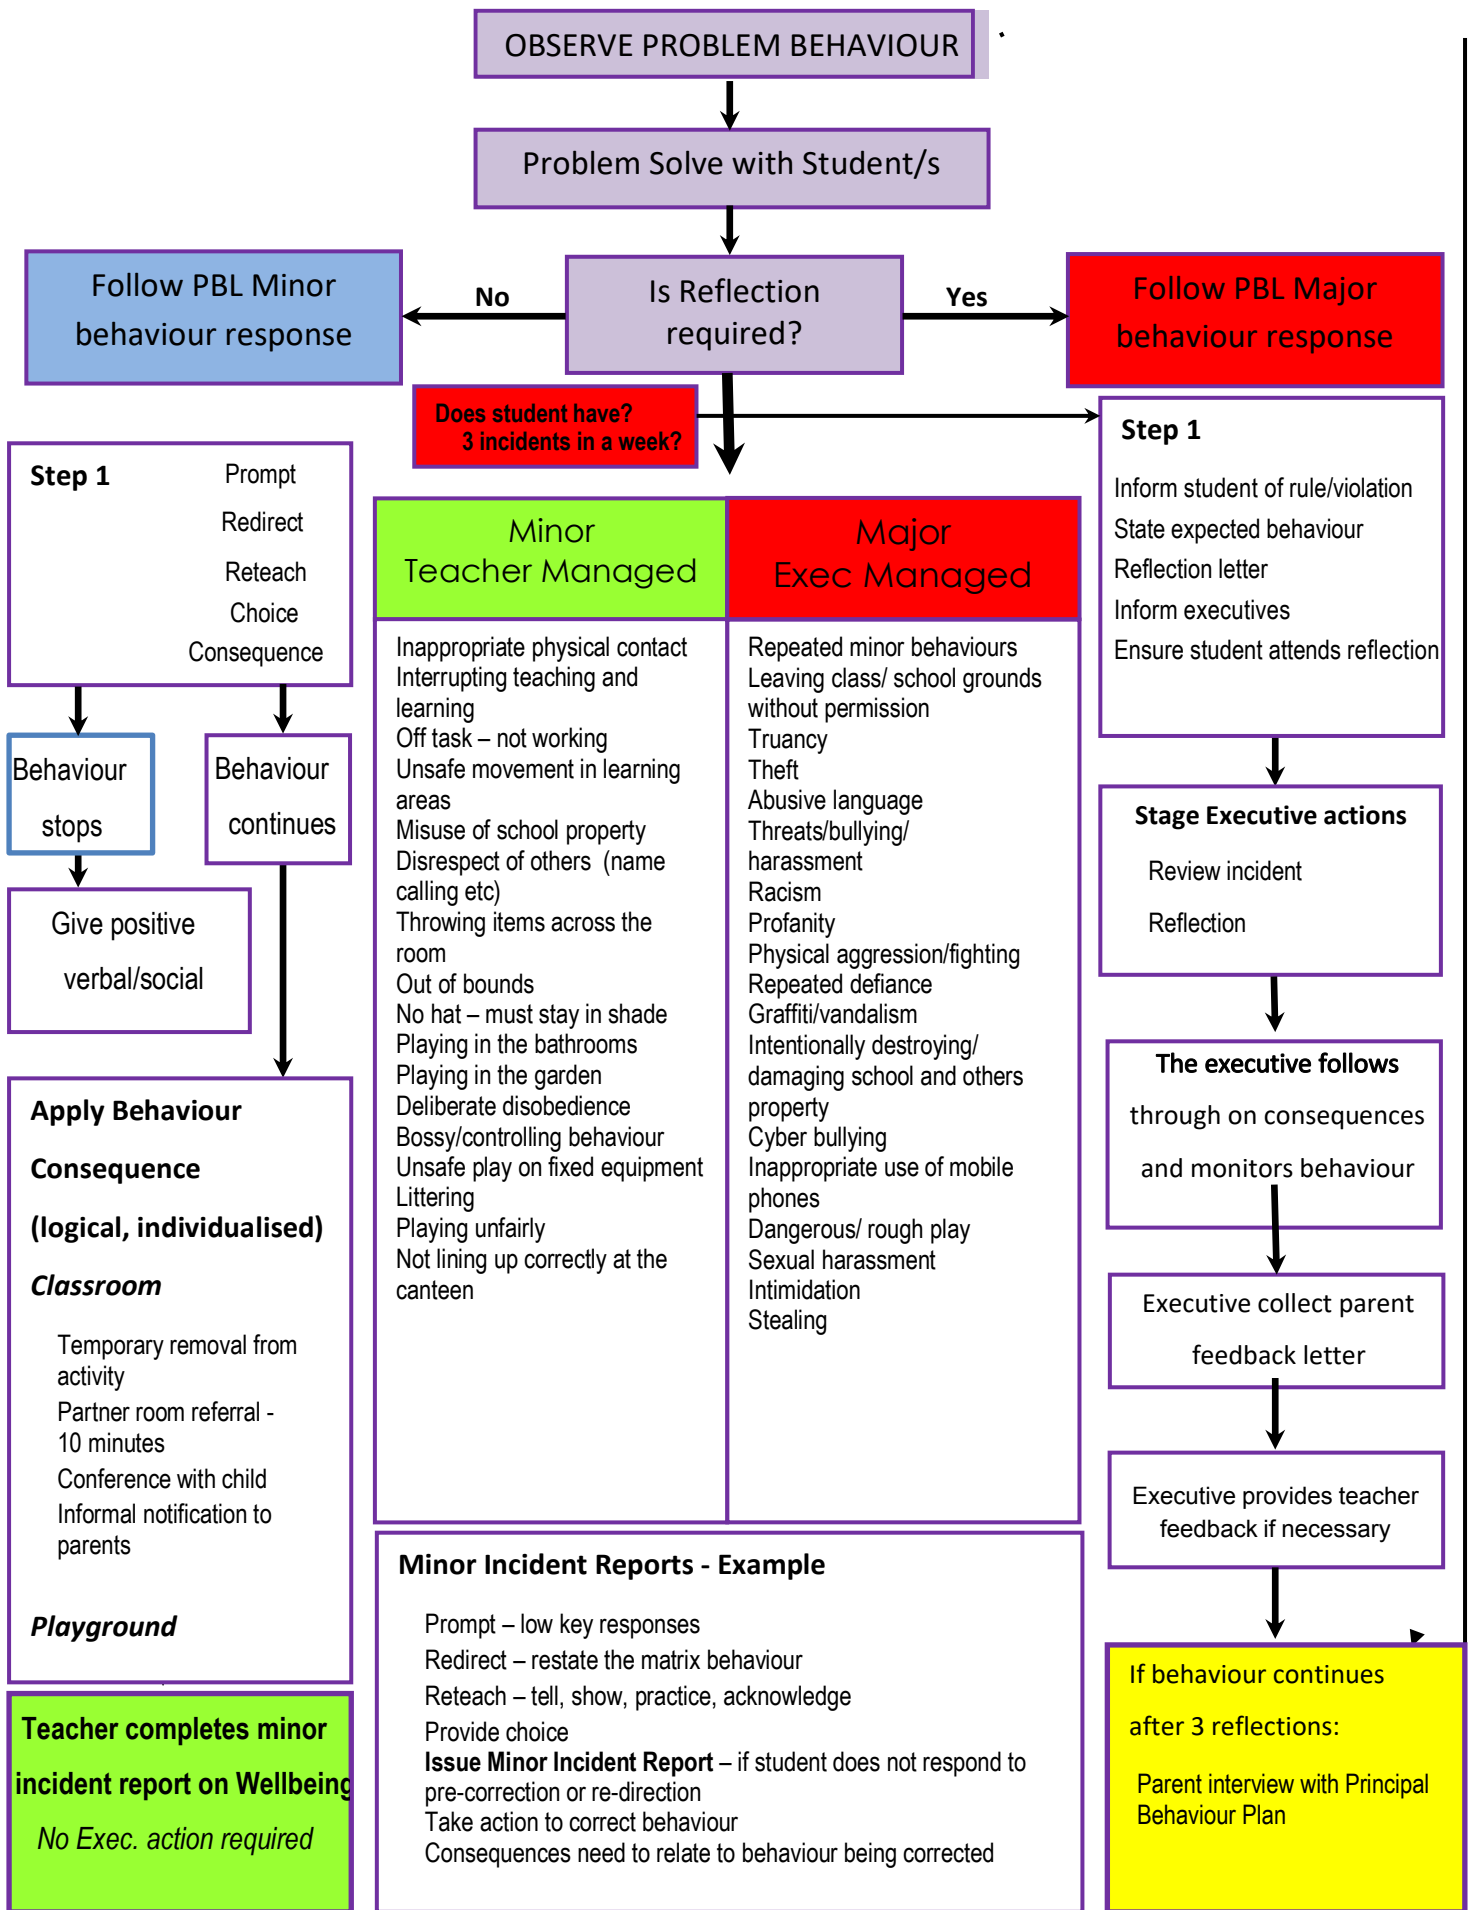 OBSERVE PROBLEM BEHAVIOUR
Problem Solve with Student/s
Follow PBL Minor
behaviour response
No
Is Reflection
required?
Yes
Follow PBL Major
behaviour response
Does student have?
3 incidents in a week?
Step 1
Prompt
Redirect
Reteach
Choice
Consequence
Behaviour
stops
Behaviour
continues
Give positive
verbal/social
Apply Behaviour
Consequence
(logical, individualised)
Classroom
Temporary removal from
activity
Partner room referral -
10 minutes
Conference with child
Informal notification to
parents
Playground
Teacher completes minor
incident report on Wellbeing
No Exec. action required
Minor
Teacher Managed
Inappropriate physical contact
Interrupting teaching and
learning
Off task – not working
Unsafe movement in learning
areas
Misuse of school property
Disrespect of others (name
calling etc)
Throwing items across the
room
Out of bounds
No hat – must stay in shade
Playing in the bathrooms
Playing in the garden
Deliberate disobedience
Bossy/controlling behaviour
Unsafe play on fixed equipment
Littering
Playing unfairly
Not lining up correctly at the
canteen
Major
Exec Managed
Repeated minor behaviours
Leaving class/ school grounds
without permission
Truancy
Theft
Abusive language
Threats/bullying/
harassment
Racism
Profanity
Physical aggression/fighting
Repeated defiance
Graffiti/vandalism
Intentionally destroying/
damaging school and others
property
Cyber bullying
Inappropriate use of mobile
phones
Dangerous/ rough play
Sexual harassment
Intimidation
Stealing
Minor Incident Reports - Example
Prompt – low key responses
Redirect – restate the matrix behaviour
Reteach – tell, show, practice, acknowledge
Provide choice
Issue Minor Incident Report – if student does not respond to
pre-correction or re-direction
Take action to correct behaviour
Consequences need to relate to behaviour being corrected
Step 1
Inform student of rule/violation
State expected behaviour
Reflection letter
Inform executives
Ensure student attends reflection
Stage Executive actions
Review incident
Reflection
The executive follows
through on consequences
and monitors behaviour
Executive collect parent
feedback letter
Executive provides teacher
feedback if necessary
If behaviour continues
after 3 reflections:
Parent interview with Principal
Behaviour Plan